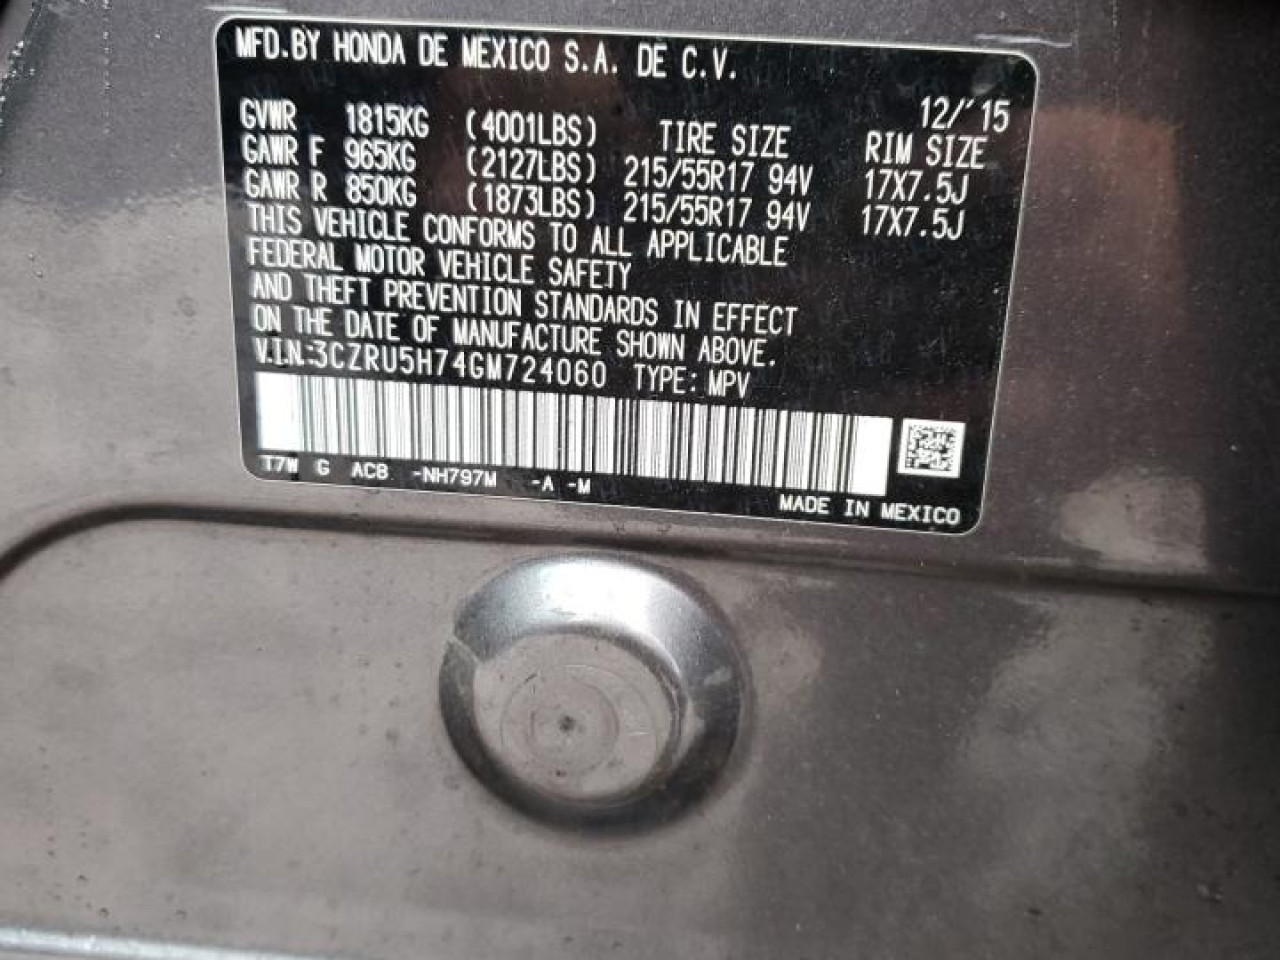 MFD.BY HONDA DE MEXICO S.A. DE C.V.
12/'15
GVWR 1815KG (4001LBS) TIRE SIZE RIM SIZE
GAWR F 965KG (2127LBS) 215/55R17 94V 17X7.5J
GAWR R 850KG (1873LBS) 215/55R17 94V 17X7.5J
THIS VEHICLE CONFORMS TO ALL APPLICABLE
FEDERAL MOTOR VEHICLE SAFETY
AND THEFT PREVENTION STANDARDS IN EFFECT
ON THE DATE OF MANUFACTURE SHOWN ABOVE.
V.I.N.:3CZRU5H74GM724060 TYPE: MPV
T7W G ACB -NH797M -A -M
MADE IN MEXICO